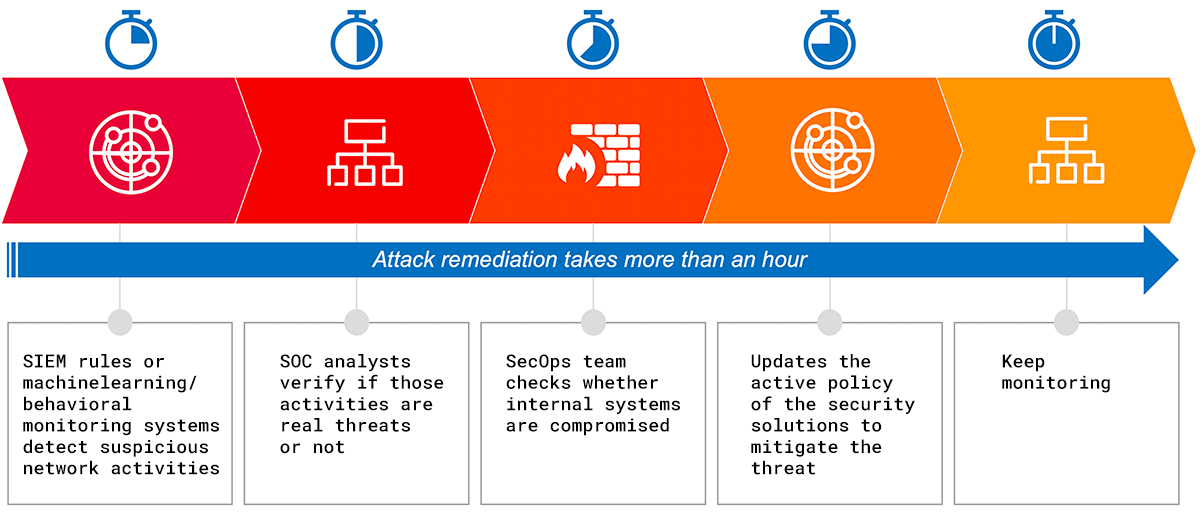 Attack remediation takes more than an hour
SIEM rules or
machinelearning/
behavioral
monitoring systems
detect suspicious
network activities
SOC analysts
verify if those
activities are
real threats
or not
SecOps team
checks whether
internal systems
are compromised
Updates the
active policy
of the security
solutions to
mitigate the
threat
Keep
monitoring